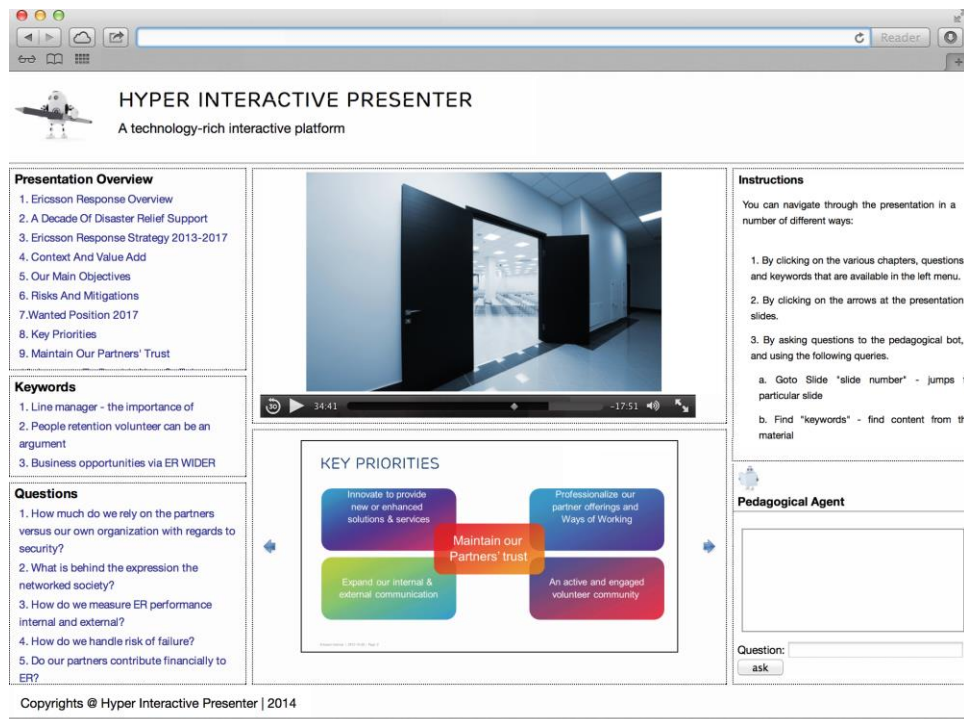 Reader
HYPER INTERACTIVE PRESENTER
A technology-rich interactive platform
Presentation Overview
1. Ericsson Response Overview
2. A Decade Of Disaster Relief Support
3. Ericsson Response Strategy 2013-2017
4. Context And Value Add
5. Our Main Objectives
6. Risks And Mitigations
7.Wanted Position 2017
8. Key Priorities
9. Maintain Our Partners' Trust
Keywords
1. Line manager - the importance of
2. People retention volunteer can be an
argument
3. Business opportunities via ER WIDER
Questions
1. How much do we rely on the partners
versus our own organization with regards to
security?
2. What is behind the expression the
networked society?
3. How do we measure ER performance
internal and external?
4. How do we handle risk of failure?
5. Do our partners contribute financially to
ER?
30
34:41
-17:51
KEY PRIORITIES
Innovate to provide
new or enhanced
solutions & services
Professionalize our
partner offerings and
Ways of Working
Maintain our
Partners' trust
Expand our internal &
external communication
An active and engaged
volunteer community
Instructions
You can navigate through the presentation in a
number of different ways:
1. By clicking on the various chapters, questions
and keywords that are available in the left menu.
2. By clicking on the arrows at the presentation
slides.
3. By asking questions to the pedagogical bot,
and using the following queries.
a. Goto Slide "slide number" - jumps
particular slide
b. Find "keywords" - find content from
material
Pedagogical Agent
Question:
ask
Copyrights @ Hyper Interactive Presenter | 2014